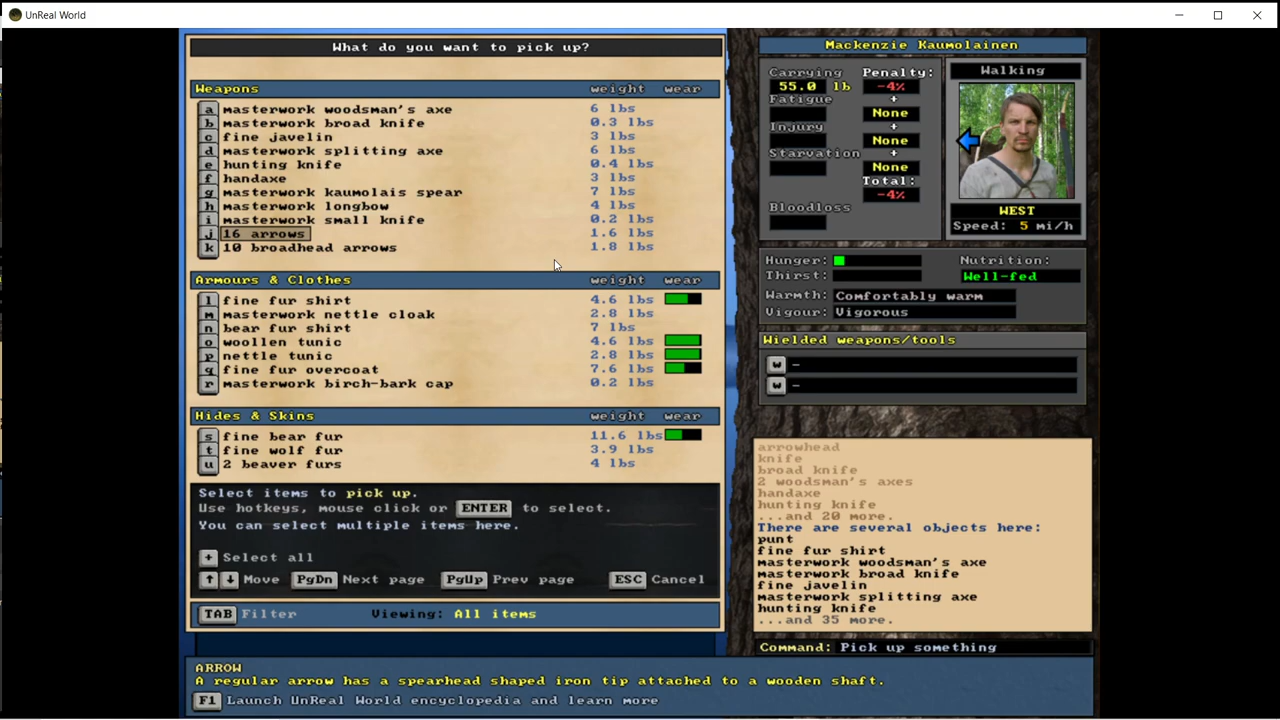 UnReal World
What do you want to pick up?
Weapons weight wear
a masterwork woodsman's axe 6 lbs
b masterwork broad knife 0.3 lbs
c fine javelin 3 lbs
d masterwork splitting axe 6 lbs
e hunting knife 0.4 lbs
f handaxe 3 lbs
g masterwork kaumolais spear 7 lbs
h masterwork longbow 4 lbs
i masterwork small knife 0.2 lbs
j 16 arrows 1.6 lbs
k 10 broadhead arrows 1.8 lbs
Armours & Clothes weight wear
l fine fur shirt 4.6 lbs
m masterwork nettle cloak 2.8 lbs
n bear fur shirt 7 lbs
o woollen tunic 4.6 lbs
p nettle tunic 2.8 lbs
q fine fur overcoat 7.6 lbs
r masterwork birch-bark cap 0.2 lbs
Hides & Skins weight wear
s fine bear fur 11.6 lbs
t fine wolf fur 3.9 lbs
u 2 beaver furs 4 lbs
Select items to pick up.
Use hotkeys, mouse click or ENTER to select.
You can select multiple items here.
+ Select all
↑ ↓ Move PgDn Next page PgUp Prev page ESC Cancel
TAB Filter Viewing: All items
ARROW
A regular arrow has a spearhead shaped iron tip attached to a wooden shaft.
F1 Launch UnReal World encyclopedia and learn more
Mackenzie Kaumolainen
Carrying Penalty:
55.0 lb -4%
Fatigue +
None
Injury +
None
Starvation +
None
Total:
-4%
Bloodloss
Walking
WEST
Speed: 5 mi/h
Hunger: Nutrition:
Thirst: Well-fed
Warmth: Comfortably warm
Vigour: Vigorous
Wielded weapons/tools
w -
w -
arrowhead
knife
broad knife
2 woodsman's axes
handaxe
hunting knife
...and 20 more.
There are several objects here:
punt
fine fur shirt
masterwork woodsman's axe
masterwork broad knife
fine javelin
masterwork splitting axe
hunting knife
...and 35 more.
Command: Pick up something